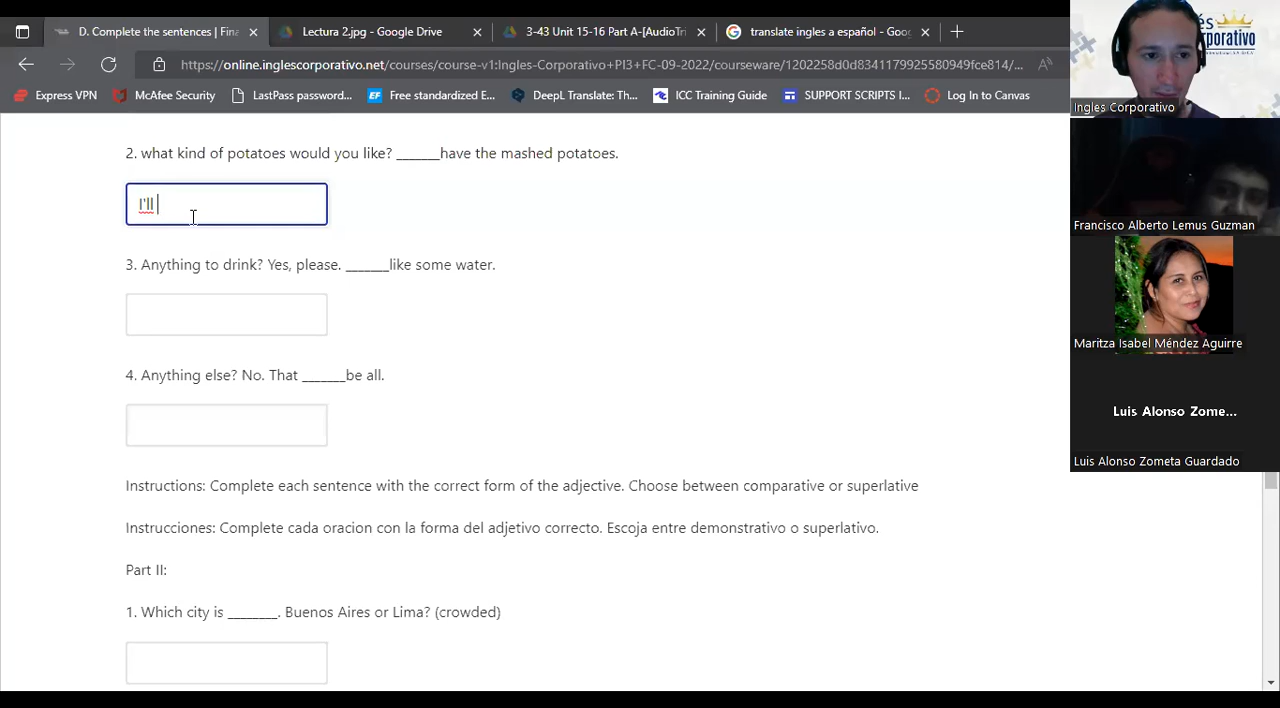 D. Complete the sentences | Fina
Lectura 2.jpg - Google Drive
3-43 Unit 15-16 Part A-[AudioTri
translate ingles a español - Goog
https://online.inglescorporativo.net/courses/course-v1:Ingles-Corporativo+PI3+FC-09-2022/courseware/1202258d0d8341179925580949fce814/...
Express VPN
McAfee Security
LastPass password...
Free standardized E...
DeepL Translate: Th...
ICC Training Guide
SUPPORT SCRIPTS I...
Log In to Canvas
2. what kind of potatoes would you like? _______have the mashed potatoes.
I'll
3. Anything to drink? Yes, please. _______like some water.
4. Anything else? No. That _______be all.
Instructions: Complete each sentence with the correct form of the adjective. Choose between comparative or superlative
Instrucciones: Complete cada oracion con la forma del adjetivo correcto. Escoja entre demonstrativo o superlativo.
Part II:
1. Which city is ________. Buenos Aires or Lima? (crowded)
Ingles Corporativo
Francisco Alberto Lemus Guzman
Maritza Isabel Méndez Aguirre
Luis Alonso Zome...
Luis Alonso Zometa Guardado